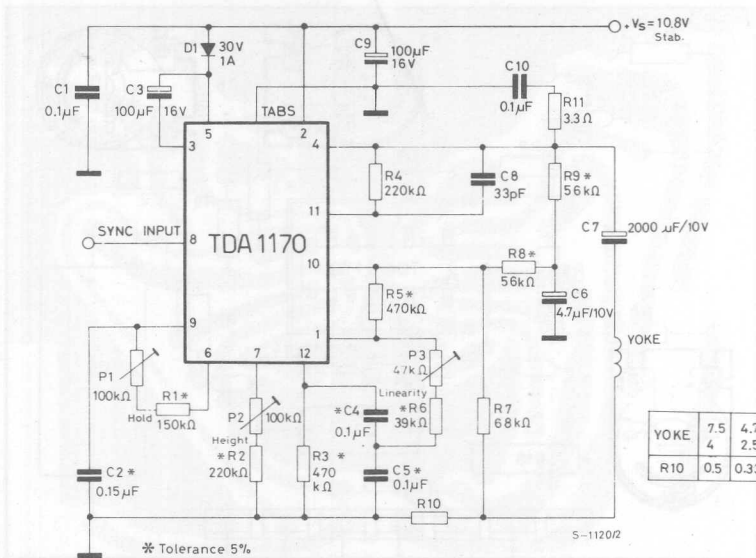 +Vs=10.8V
Stab.
D1
30V
1A
C9
100µF
16V
C10
0.1µF
C1
0.1µF
C3
100µF
16V
R11
3.3Ω
TABS
5
2
3
4
R4
220kΩ
C8
33pF
R9*
56kΩ
C7
2000 µF/10V
11
SYNC INPUT
8
TDA 1170
10
R8*
56kΩ
R5*
470kΩ
C6
4.7µF/10V
9
1
YOKE
6
7
12
P1
100kΩ
P3
47kΩ
Linearity
R1*
150kΩ
Hold
P2
100kΩ
Height
*C4
0.1µF
*R6
39kΩ
R7
68kΩ
C2*
0.15µF
*R2
220kΩ
R3 *
470
kΩ
C5*
0.1µF
R10
YOKE 7.5
4 2.5
R10 0.5
S-1120/2
* Tolerance 5%